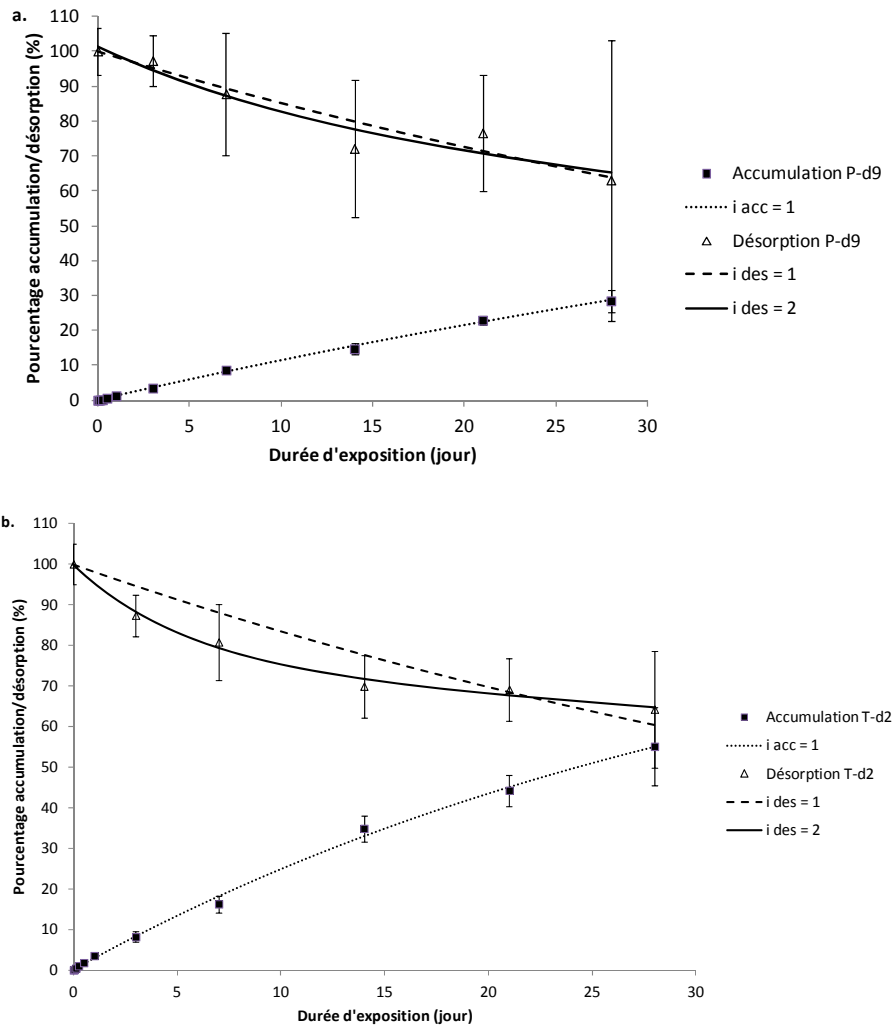 a.
Pourcentage accumulation/désorption (%)
110
100
90
80
70
60
50
40
30
20
10
0
0 5 10 15 20 25 30
Durée d'exposition (jour)
Accumulation P-d9
i acc = 1
Désorption P-d9
i des = 1
i des = 2
b.
Pourcentage accumulation/désorption (%)
110
100
90
80
70
60
50
40
30
20
10
0
0 5 10 15 20 25 30
Durée d'exposition (jour)
Accumulation T-d2
i acc = 1
Désorption T-d2
i des = 1
i des = 2